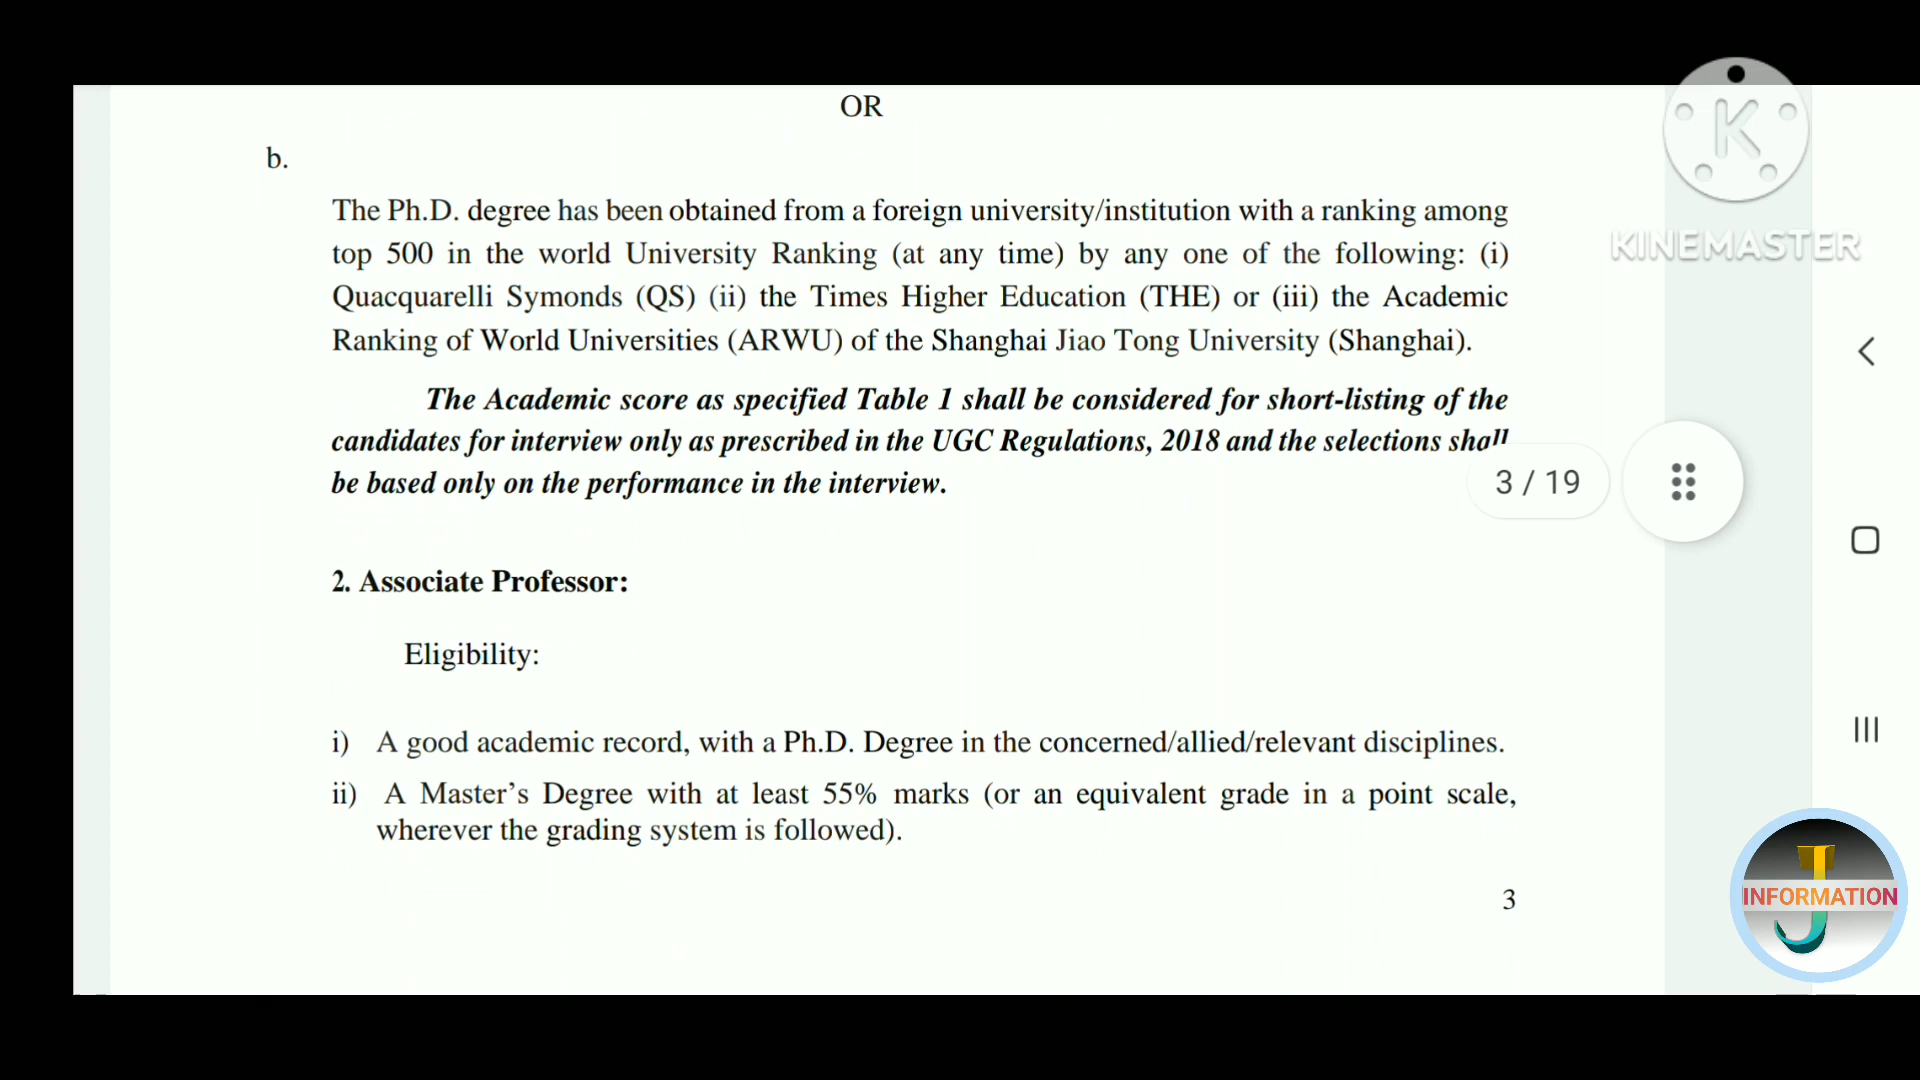 OR
b.
The Ph.D. degree has been obtained from a foreign university/institution with a ranking among
top 500 in the world University Ranking (at any time) by any one of the following: (i)
Quacquarelli Symonds (QS) (ii) the Times Higher Education (THE) or (iii) the Academic
Ranking of World Universities (ARWU) of the Shanghai Jiao Tong University (Shanghai).
The Academic score as specified Table 1 shall be considered for short-listing of the
candidates for interview only as prescribed in the UGC Regulations, 2018 and the selections shall
be based only on the performance in the interview.
2. Associate Professor:
Eligibility:
i) A good academic record, with a Ph.D. Degree in the concerned/allied/relevant disciplines.
ii) A Master’s Degree with at least 55% marks (or an equivalent grade in a point scale,
wherever the grading system is followed).
3
3 / 19
K
KINEMASTER
J
INFORMATION